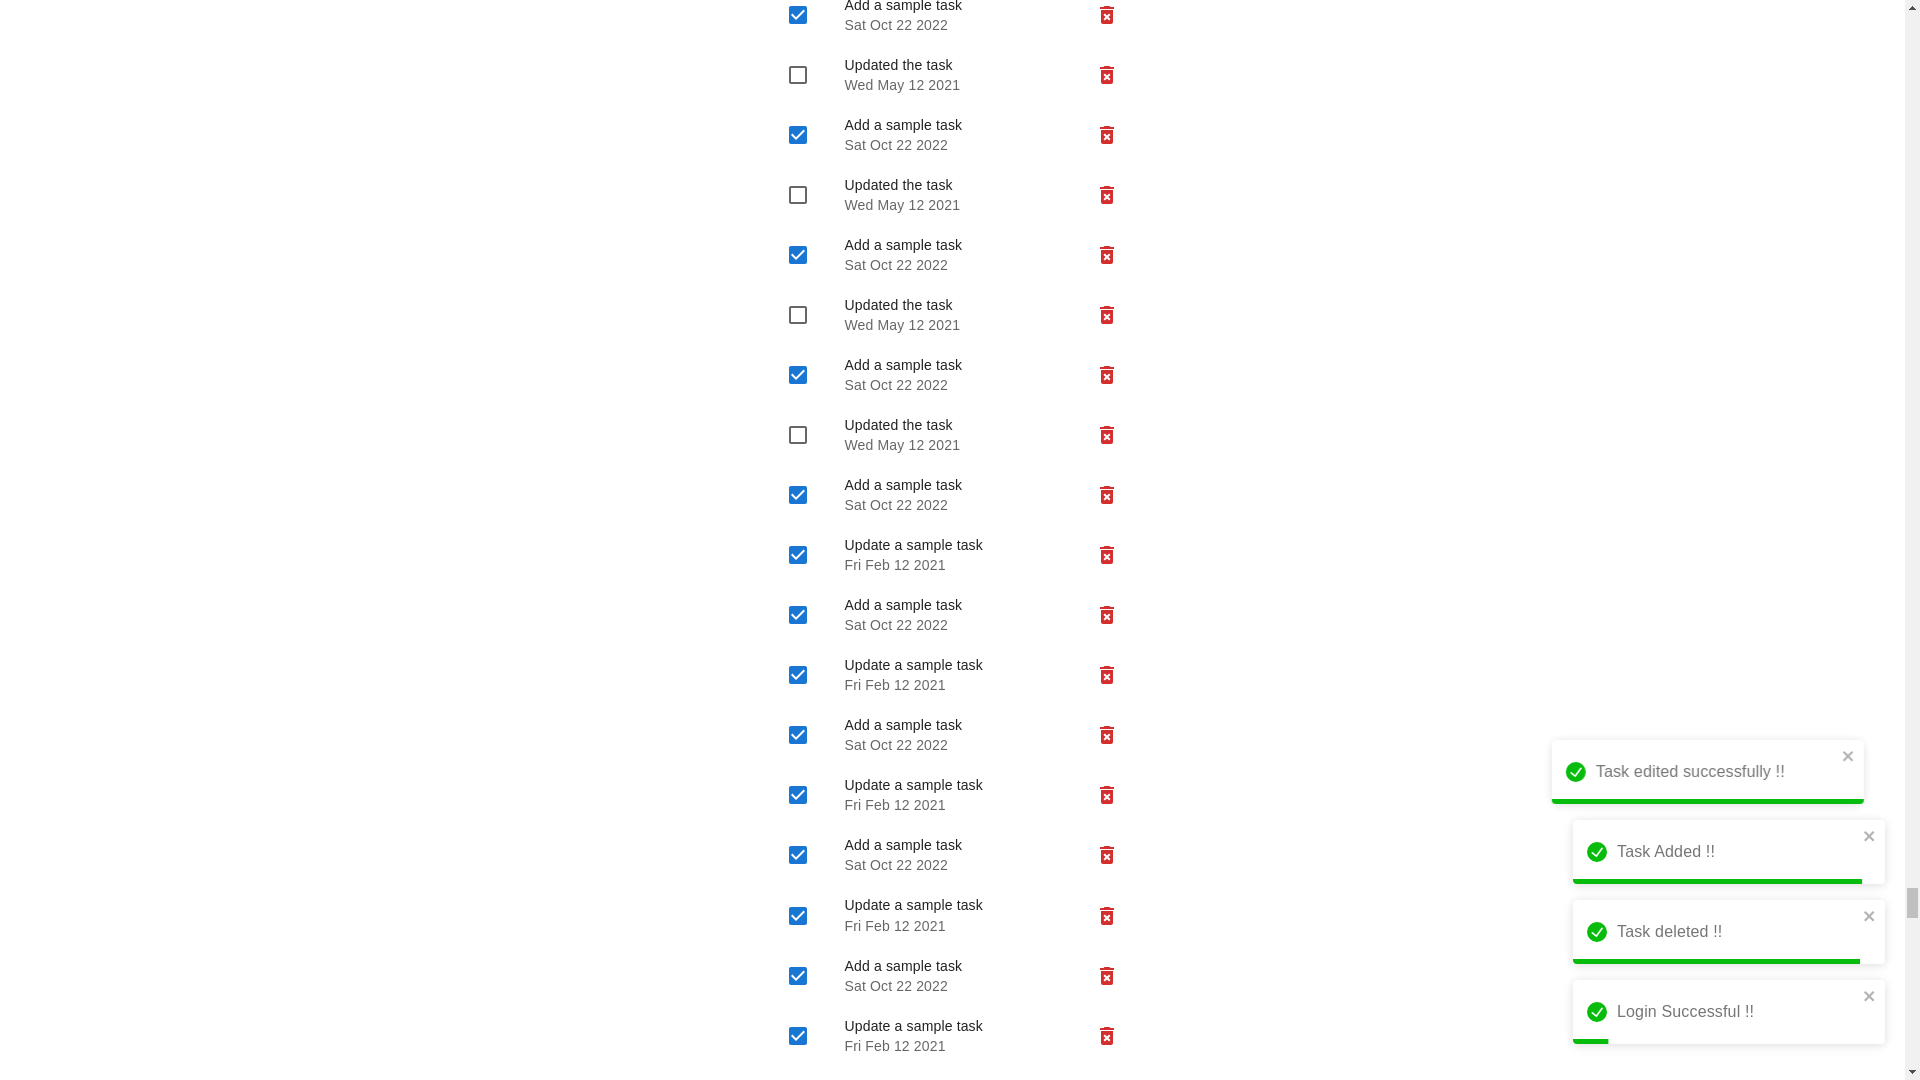 Add a sample task
Sat Oct 22 2022
Updated the task
Wed May 12 2021
Add a sample task
Sat Oct 22 2022
Updated the task
Wed May 12 2021
Add a sample task
Sat Oct 22 2022
Updated the task
Wed May 12 2021
Add a sample task
Sat Oct 22 2022
Updated the task
Wed May 12 2021
Add a sample task
Sat Oct 22 2022
Update a sample task
Fri Feb 12 2021
Add a sample task
Sat Oct 22 2022
Update a sample task
Fri Feb 12 2021
Add a sample task
Sat Oct 22 2022
Update a sample task
Fri Feb 12 2021
Add a sample task
Sat Oct 22 2022
Update a sample task
Fri Feb 12 2021
Add a sample task
Sat Oct 22 2022
Update a sample task
Fri Feb 12 2021
Task edited successfully !!
Task Added !!
Task deleted !!
Login Successful !!